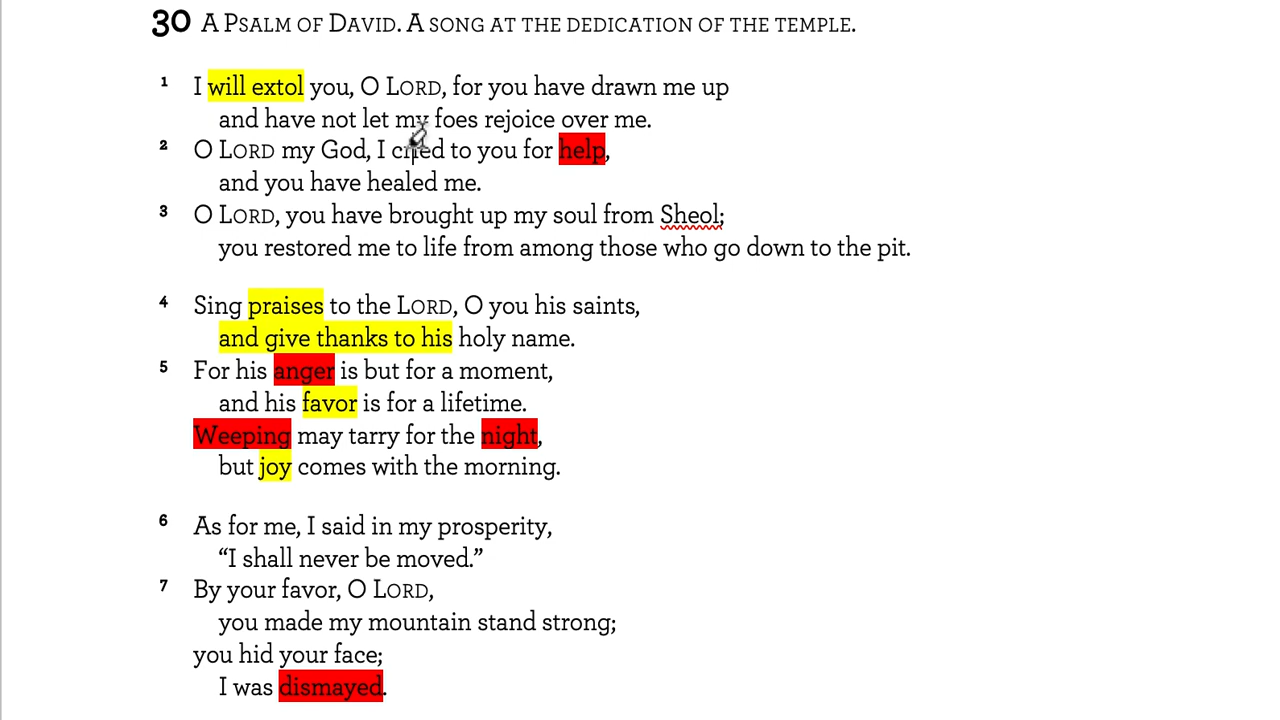 30 A PSALM OF DAVID. A SONG AT THE DEDICATION OF THE TEMPLE.
1 I will extol you, O LORD, for you have drawn me up
and have not let my foes rejoice over me.
2 O LORD my God, I cried to you for help,
and you have healed me.
3 O LORD, you have brought up my soul from Sheol;
you restored me to life from among those who go down to the pit.
4 Sing praises to the LORD, O you his saints,
and give thanks to his holy name.
5 For his anger is but for a moment,
and his favor is for a lifetime.
Weeping may tarry for the night,
but joy comes with the morning.
6 As for me, I said in my prosperity,
“I shall never be moved.”
7 By your favor, O LORD,
you made my mountain stand strong;
you hid your face;
I was dismayed.